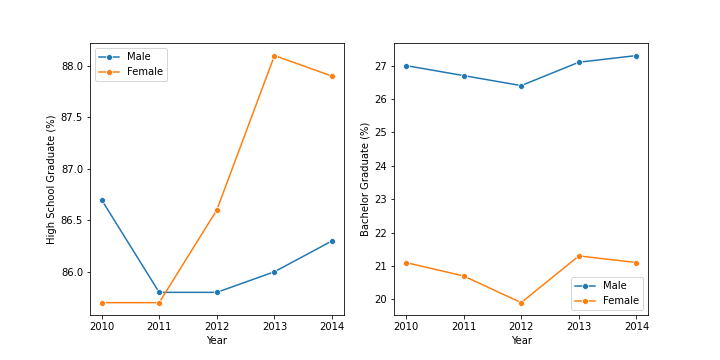 Male
Female
88.0
87.5
87.0
86.5
86.0
High School Graduate (%)
2010 2011 2012 2013 2014
Year
27
26
25
24
23
22
21
20
Bachelor Graduate (%)
Male
Female
2010 2011 2012 2013 2014
Year